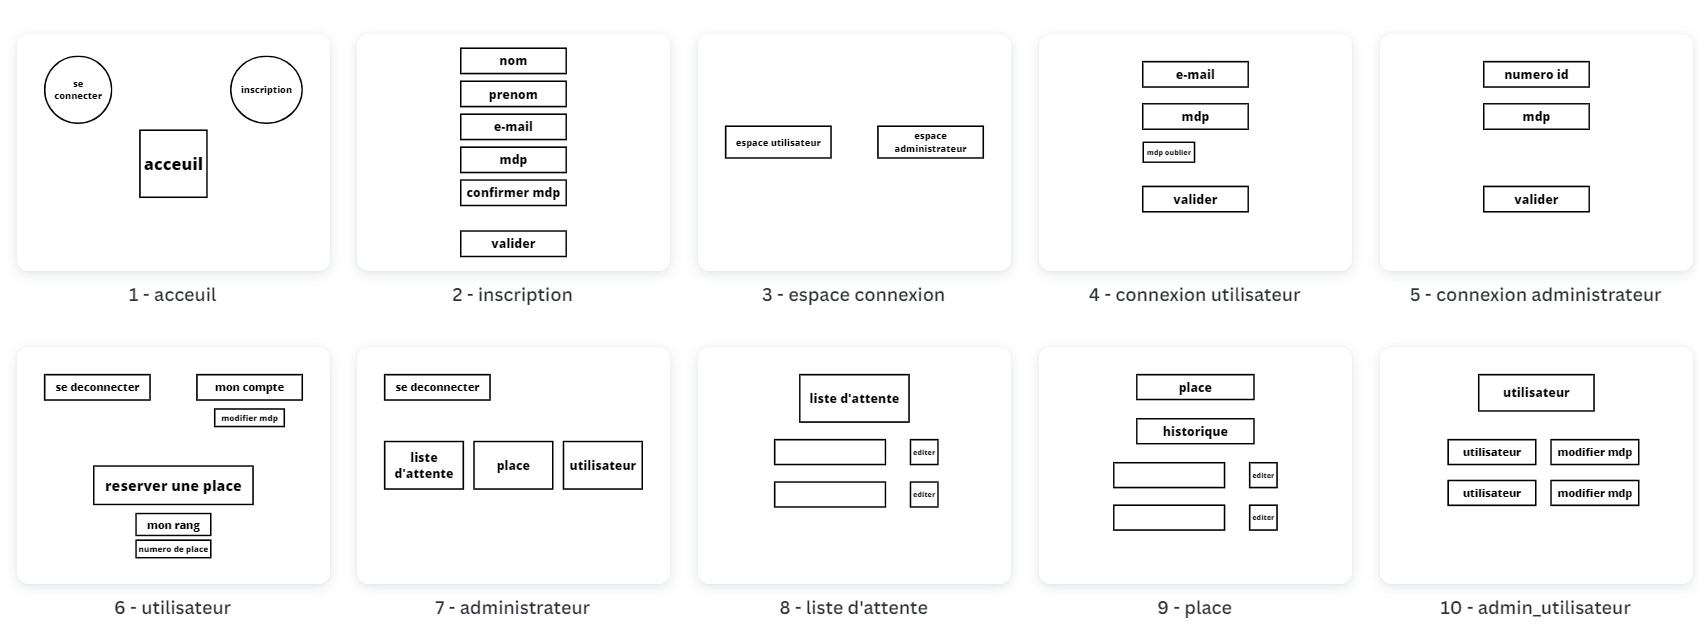 se
connecter
inscription
acceuil
1 - acceuil
nom
prenom
e-mail
mdp
confirmer mdp
valider
2 - inscription
espace utilisateur
espace
administrateur
3 - espace connexion
e-mail
mdp
mdp oublier
valider
4 - connexion utilisateur
numero id
mdp
valider
5 - connexion administrateur
se deconnecter
mon compte
modifier mdp
reserver une place
mon rang
numero de place
6 - utilisateur
se deconnecter
liste
d'attente
place
utilisateur
7 - administrateur
liste d'attente
editer
editer
8 - liste d'attente
place
historique
editer
editer
9 - place
utilisateur
utilisateur
modifier mdp
utilisateur
modifier mdp
10 - admin_utilisateur